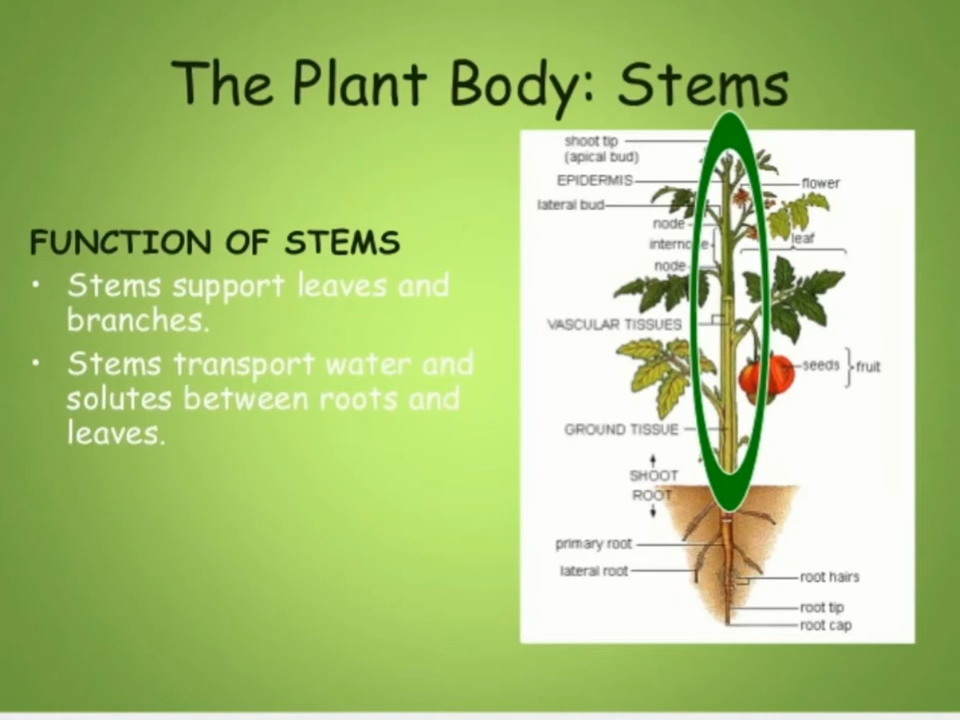 The Plant Body: Stems
FUNCTION OF STEMS
• Stems support leaves and
branches.
• Stems transport water and
solutes between roots and
leaves.
shoot tip
(apical bud)
EPIDERMIS
lateral bud
node
internode
node
VASCULAR TISSUES
GROUND TISSUE
SHOOT
ROOT
primary root
lateral root
flower
leaf
seeds
fruit
root hairs
root tip
root cap